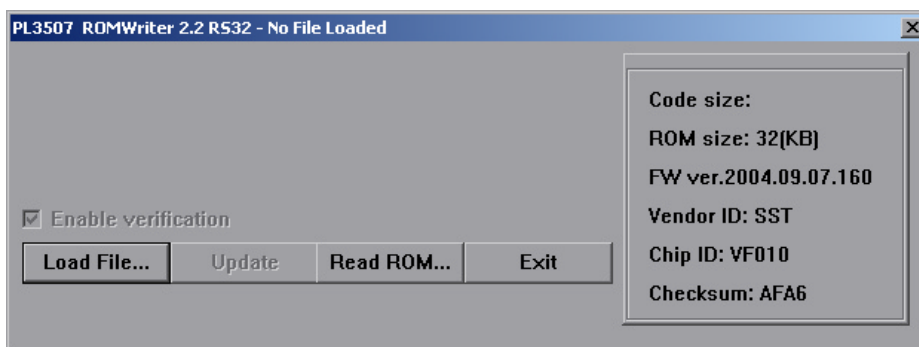 PL3507 ROMWriter 2.2 RS32 - No File Loaded
Code size:
ROM size: 32(KB)
FW ver.2004.09.07.160
Vendor ID: SST
Chip ID: VF010
Checksum: AFA6
Enable verification
Load File...
Update
Read ROM...
Exit